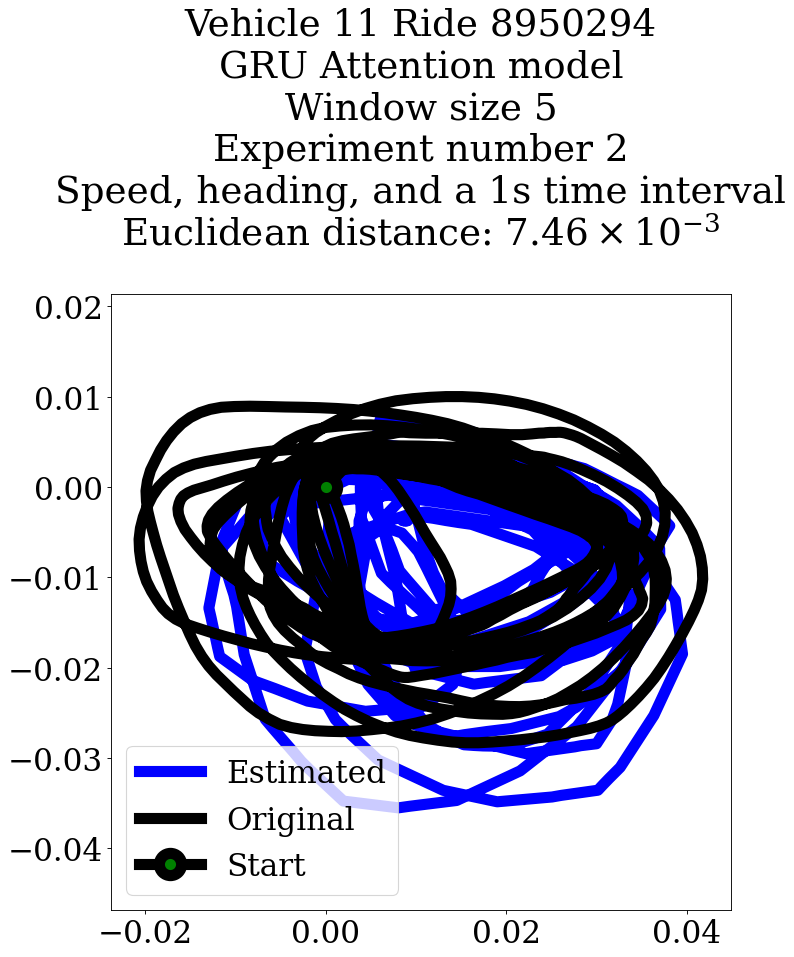 Vehicle 11 Ride 8950294
GRU Attention model
Window size 5
Experiment number 2
Speed, heading, and a 1s time interval
Euclidean distance: 7.46 × 10⁻³
0.02
0.01
0.00
−0.01
−0.02
−0.03
−0.04
Estimated
Original
Start
−0.02 0.00 0.02 0.04